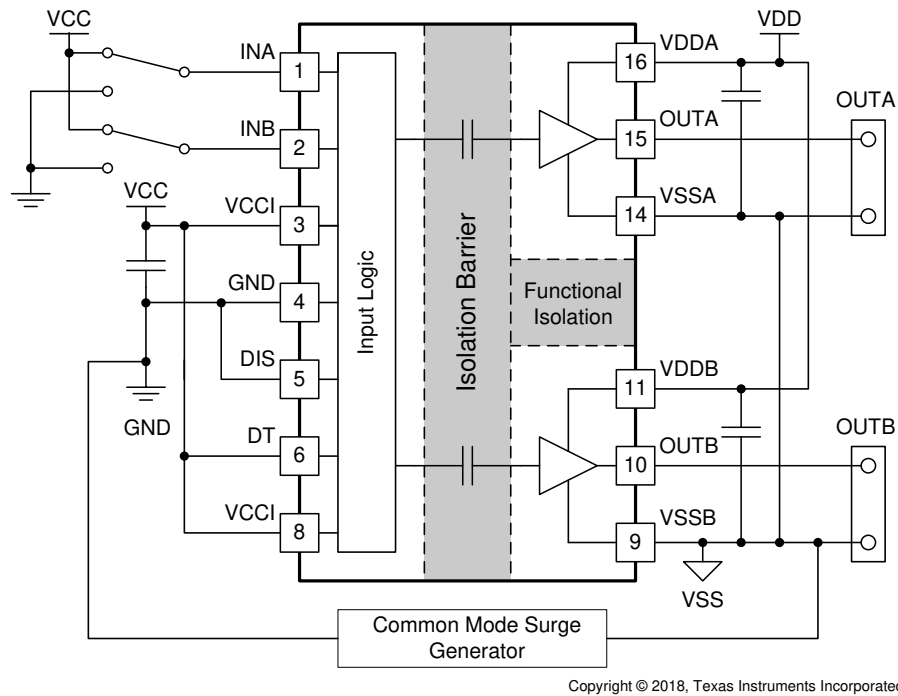 VCC
INA
1
INB
2
VCC
VCCI
3
GND
4
DIS
5
GND
DT
6
VCCI
8
Input Logic
Isolation Barrier
Functional
Isolation
16
VDDA
VDD
15
OUTA
OUTA
14
VSSA
11
VDDB
10
OUTB
OUTB
9
VSSB
VSS
Common Mode Surge
Generator
Copyright © 2018, Texas Instruments Incorporated